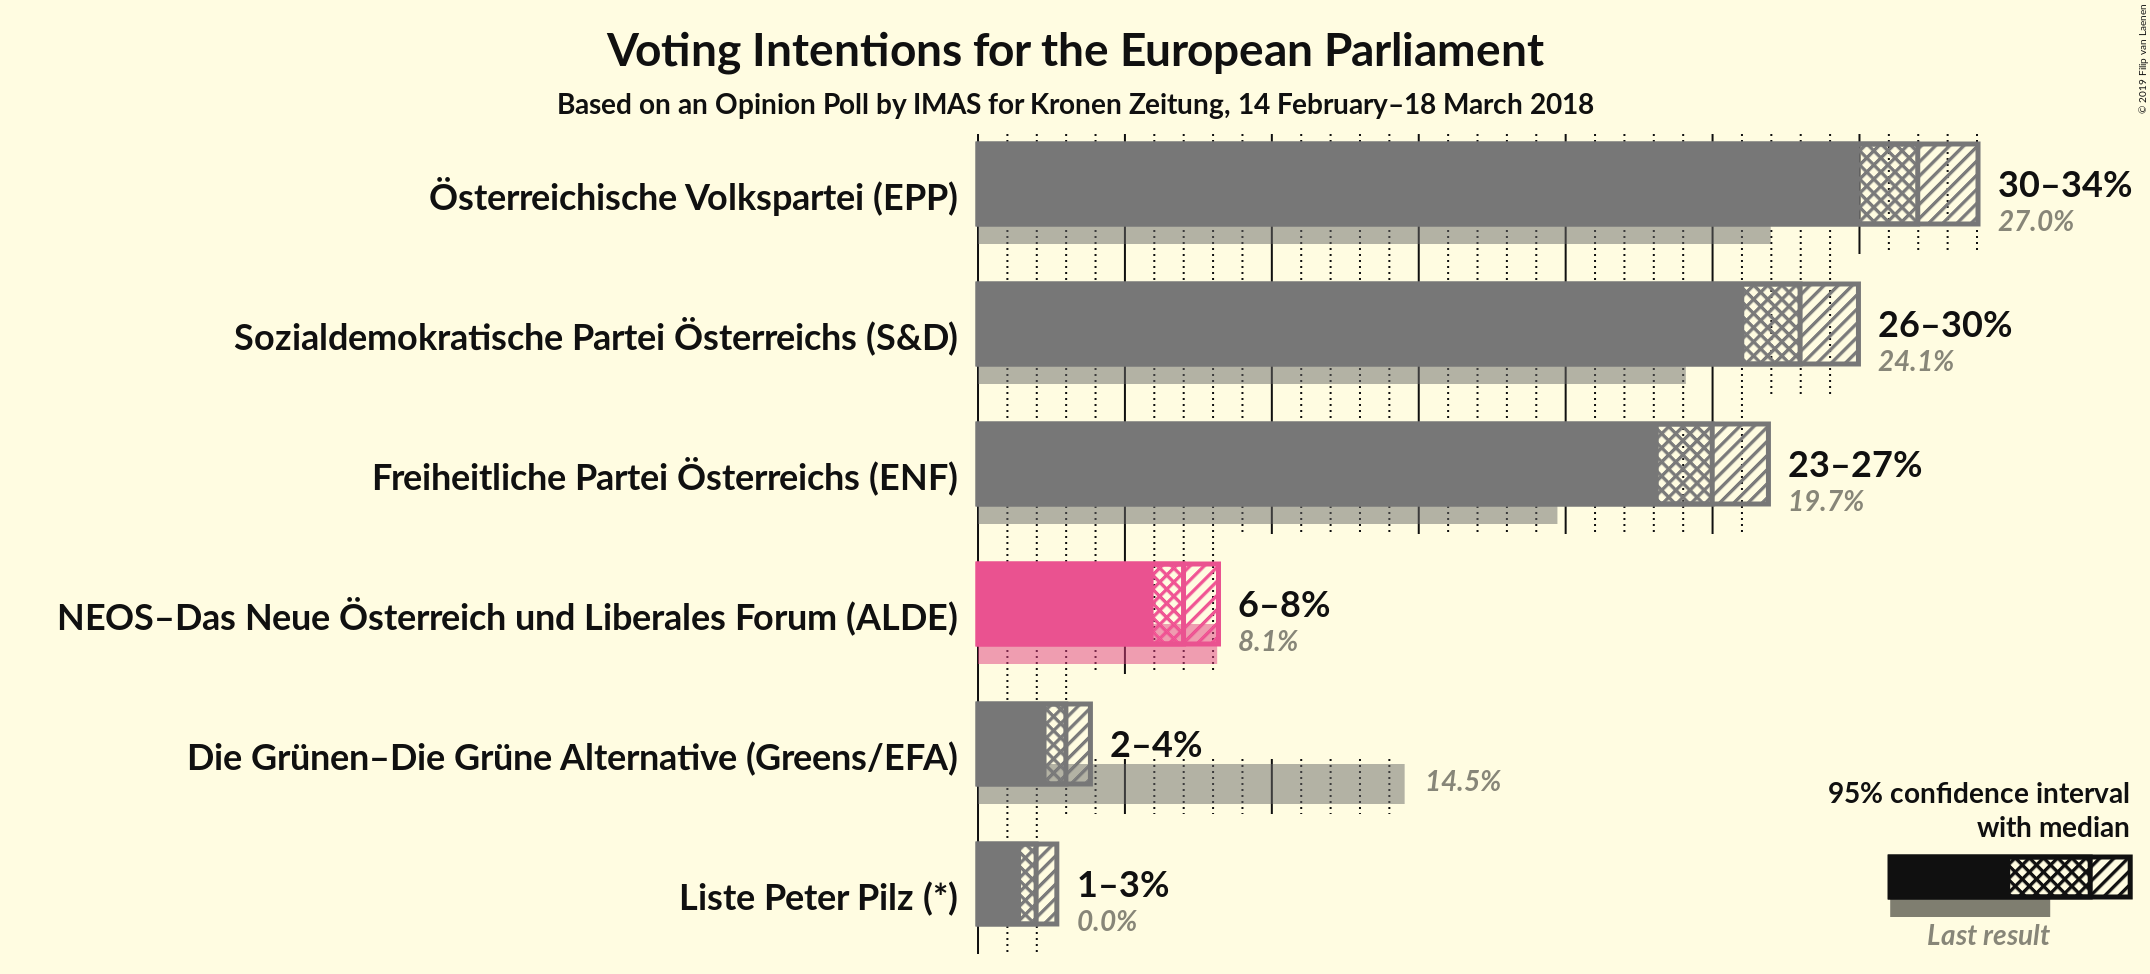 Voting Intentions for the European Parliament
Based on an Opinion Poll by IMAS for Kronen Zeitung, 14 February–18 March 2018
© 2019 Filip van Laenen
Österreichische Volkspartei (EPP)
30–34%
27.0%
Sozialdemokratische Partei Österreichs (S&D)
26–30%
24.1%
Freiheitliche Partei Österreichs (ENF)
23–27%
19.7%
NEOS–Das Neue Österreich und Liberales Forum (ALDE)
6–8%
8.1%
Die Grünen–Die Grüne Alternative (Greens/EFA)
2–4%
14.5%
Liste Peter Pilz (*)
1–3%
0.0%
95% confidence interval
with median
Last result